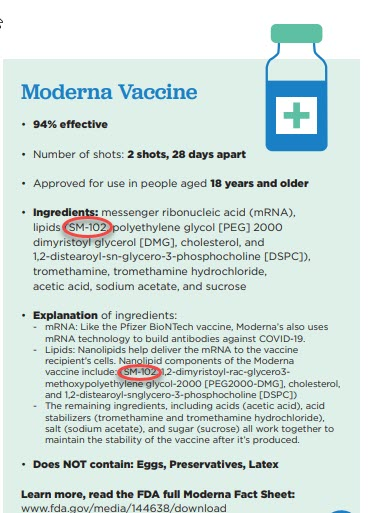 Moderna Vaccine
• 94% effective
• Number of shots: 2 shots, 28 days apart
• Approved for use in people aged 18 years and older
• Ingredients: messenger ribonucleic acid (mRNA),
lipids (SM-102, polyethylene glycol [PEG] 2000
dimyristoyl glycerol [DMG], cholesterol, and
1,2-distearoyl-sn-glycero-3-phosphocholine [DSPC]),
tromethamine, tromethamine hydrochloride,
acetic acid, sodium acetate, and sucrose
• Explanation of ingredients:
- mRNA: Like the Pfizer BioNTech vaccine, Moderna's also uses
mRNA technology to build antibodies against COVID-19.
- Lipids: Nanolipids help deliver the mRNA to the vaccine
recipient's cells. Nanolipid components of the Moderna
vaccine include: (SM-102, 1,2-dimyristoyl-rac-glycero3-
methoxypolyethylene glycol-2000 [PEG2000-DMG], cholesterol,
and 1,2-distearoyl-snglycero-3-phosphocholine [DSPC])
- The remaining ingredients, including acids (acetic acid), acid
stabilizers (tromethamine and tromethamine hydrochloride),
salt (sodium acetate), and sugar (sucrose) all work together to
maintain the stability of the vaccine after it's produced.
• Does NOT contain: Eggs, Preservatives, Latex
Learn more, read the FDA full Moderna Fact Sheet:
www.fda.gov/media/144638/download